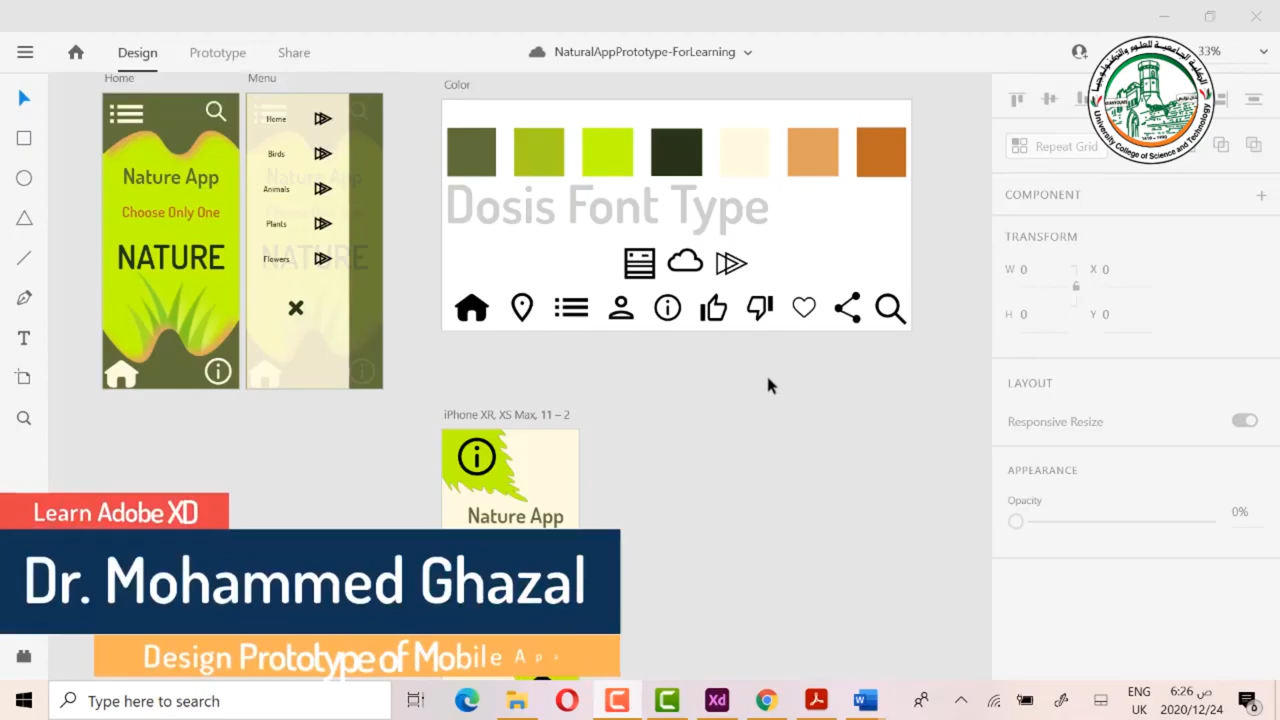 Design
Prototype
Share
NaturalAppPrototype-ForLearning
33%
Home
Menu
Color
Nature App
Choose Only One
NATURE
Home
Birds
Animals
Plants
Flowers
Dosis Font Type
Repeat Grid
COMPONENT
TRANSFORM
W 0
X 0
H 0
Y 0
LAYOUT
Responsive Resize
APPEARANCE
Opacity
0%
iPhone XR, XS Max, 11 – 2
Nature App
University College of Science and Technology
Learn Adobe XD
Dr. Mohammed Ghazal
Design Prototype of Mobile Ap
Type here to search
Xd
ENG
UK
6:26 ص
2020/12/24